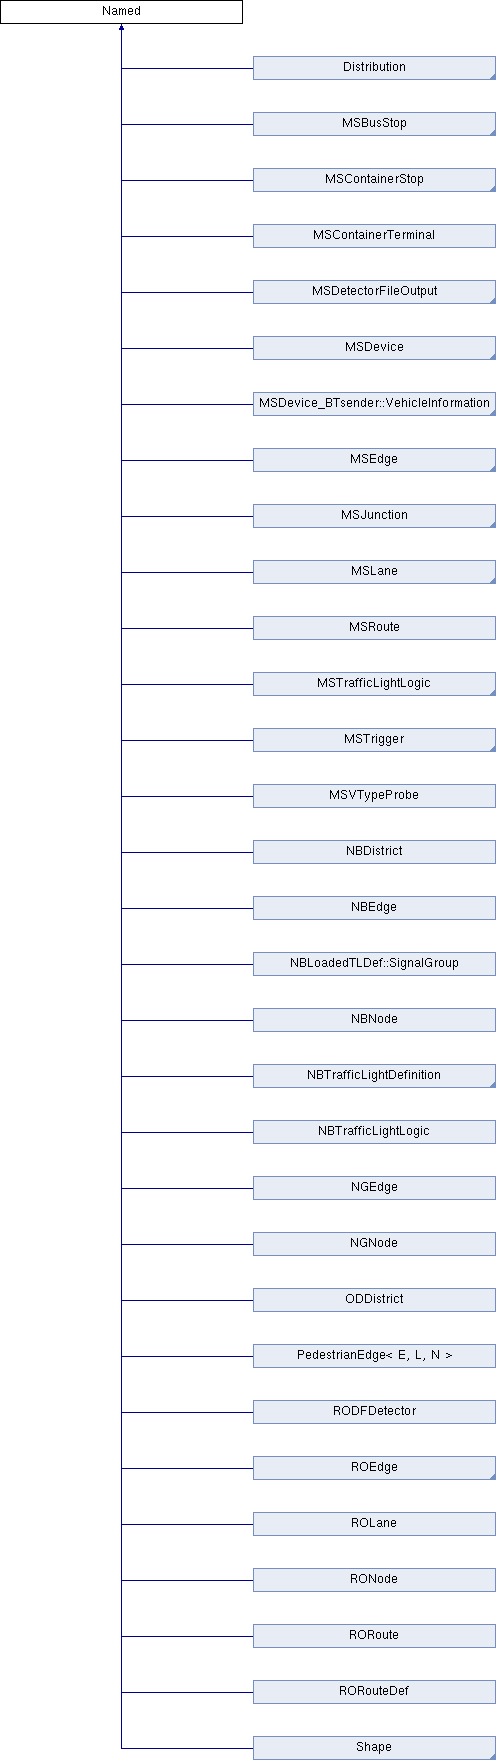 Named
Distribution
MSBusStop
MSContainerStop
MSContainerTerminal
MSDetectorFileOutput
MSDevice
MSDevice_BTsender::VehicleInformation
MSEdge
MSJunction
MSLane
MSRoute
MSTrafficLightLogic
MSTrigger
MSVTypeProbe
NBDistrict
NBEdge
NBLoadedTLDef::SignalGroup
NBNode
NBTrafficLightDefinition
NBTrafficLightLogic
NGEdge
NGNode
ODDistrict
PedestrianEdge< E, L, N >
RODFDetector
ROEdge
ROLane
RONode
RORoute
RORouteDef
Shape